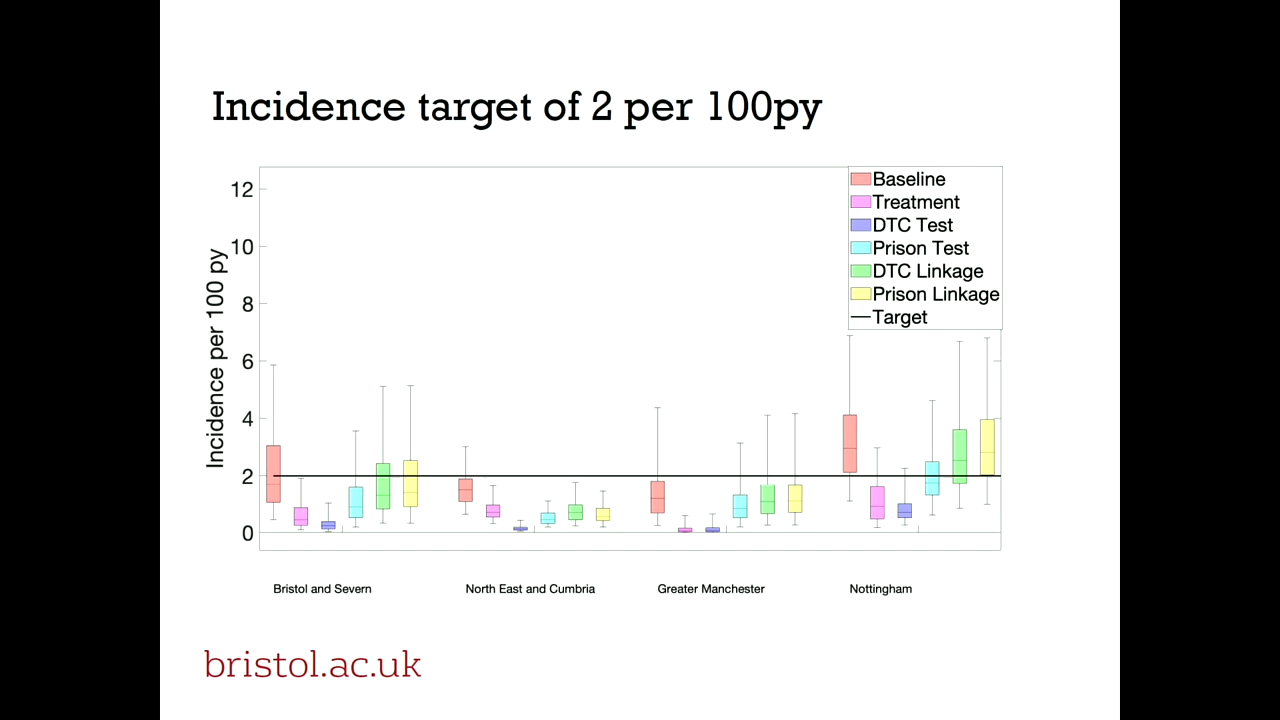 Incidence target of 2 per 100py
Incidence per 100 py
12
10
8
6
4
2
0
Baseline
Treatment
DTC Test
Prison Test
DTC Linkage
Prison Linkage
Target
Bristol and Severn
North East and Cumbria
Greater Manchester
Nottingham
bristol.ac.uk